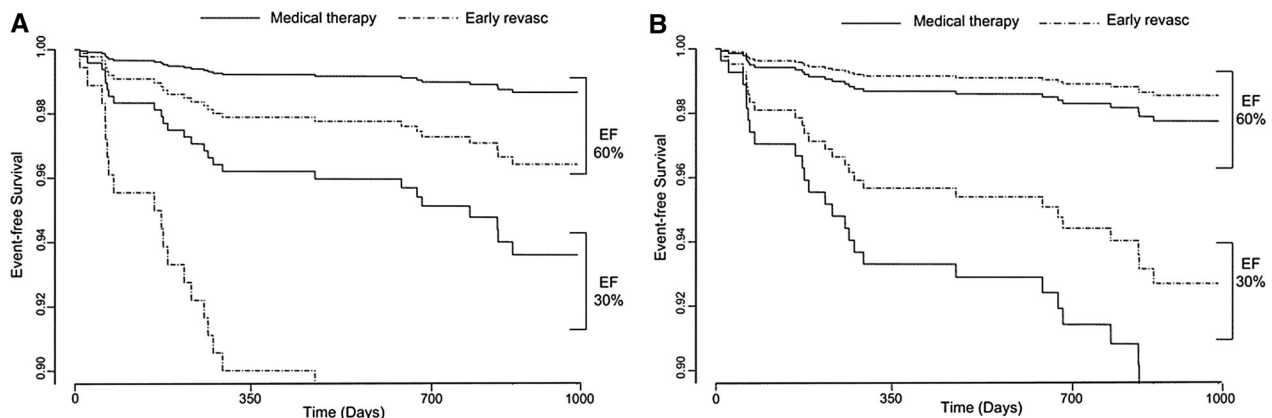 A
Medical therapy
Early revasc
Event-free Survival
1.00
0.98
0.96
0.94
0.92
0.90
EF
60%
EF
30%
0
350
700
1000
Time (Days)
B
Medical therapy
Early revasc
Event-free Survival
1.00
0.98
0.96
0.94
0.92
0.90
EF
60%
EF
30%
0
350
700
1000
Time (Days)